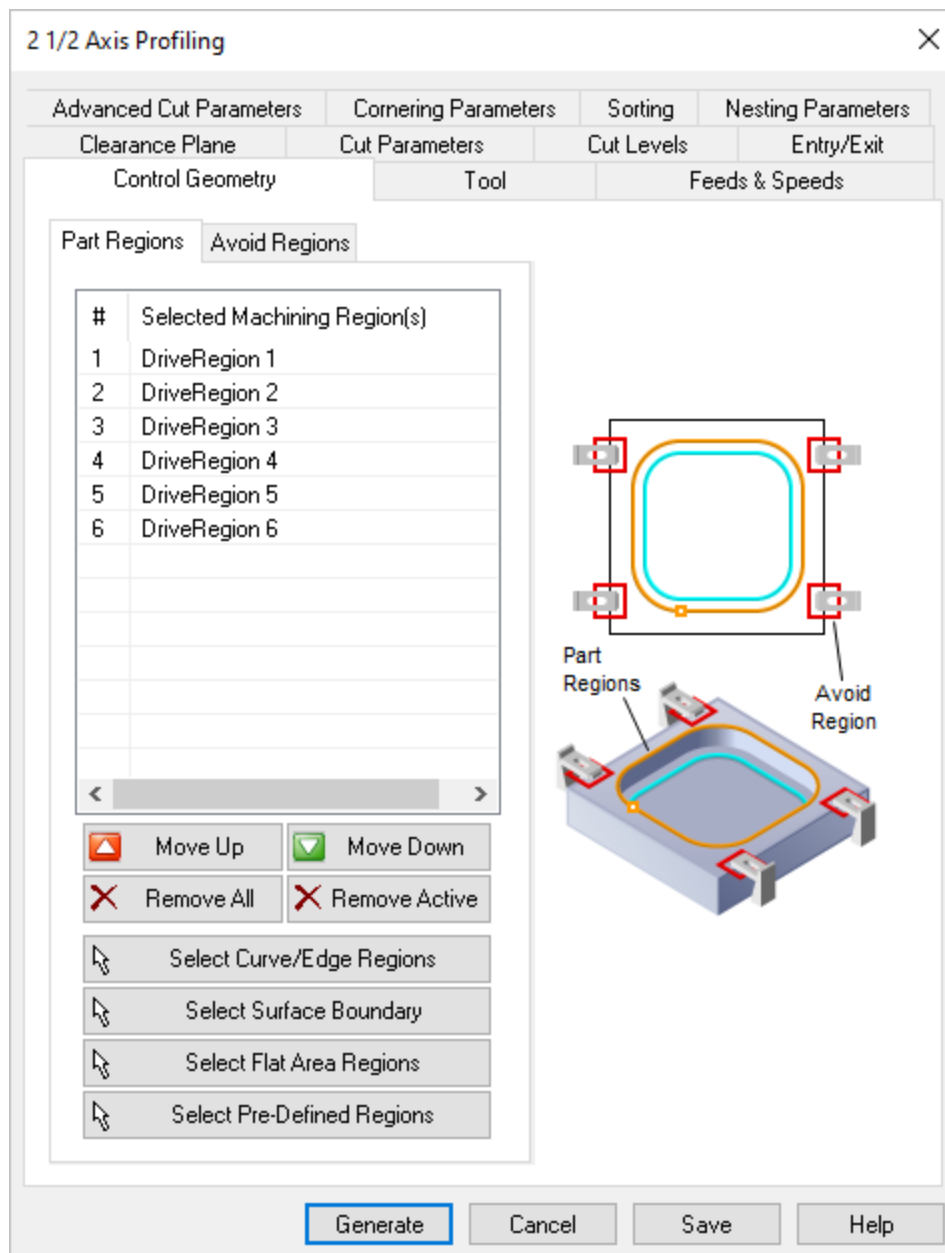 2 1/2 Axis Profiling
Advanced Cut Parameters Cornering Parameters Sorting Nesting Parameters
Clearance Plane Cut Parameters Cut Levels Entry/Exit
Control Geometry Tool Feeds & Speeds
Part Regions Avoid Regions
# Selected Machining Region(s)
1 DriveRegion 1
2 DriveRegion 2
3 DriveRegion 3
4 DriveRegion 4
5 DriveRegion 5
6 DriveRegion 6
Part
Regions
Avoid
Region
Move Up Move Down
Remove All Remove Active
Select Curve/Edge Regions
Select Surface Boundary
Select Flat Area Regions
Select Pre-Defined Regions
Generate Cancel Save Help